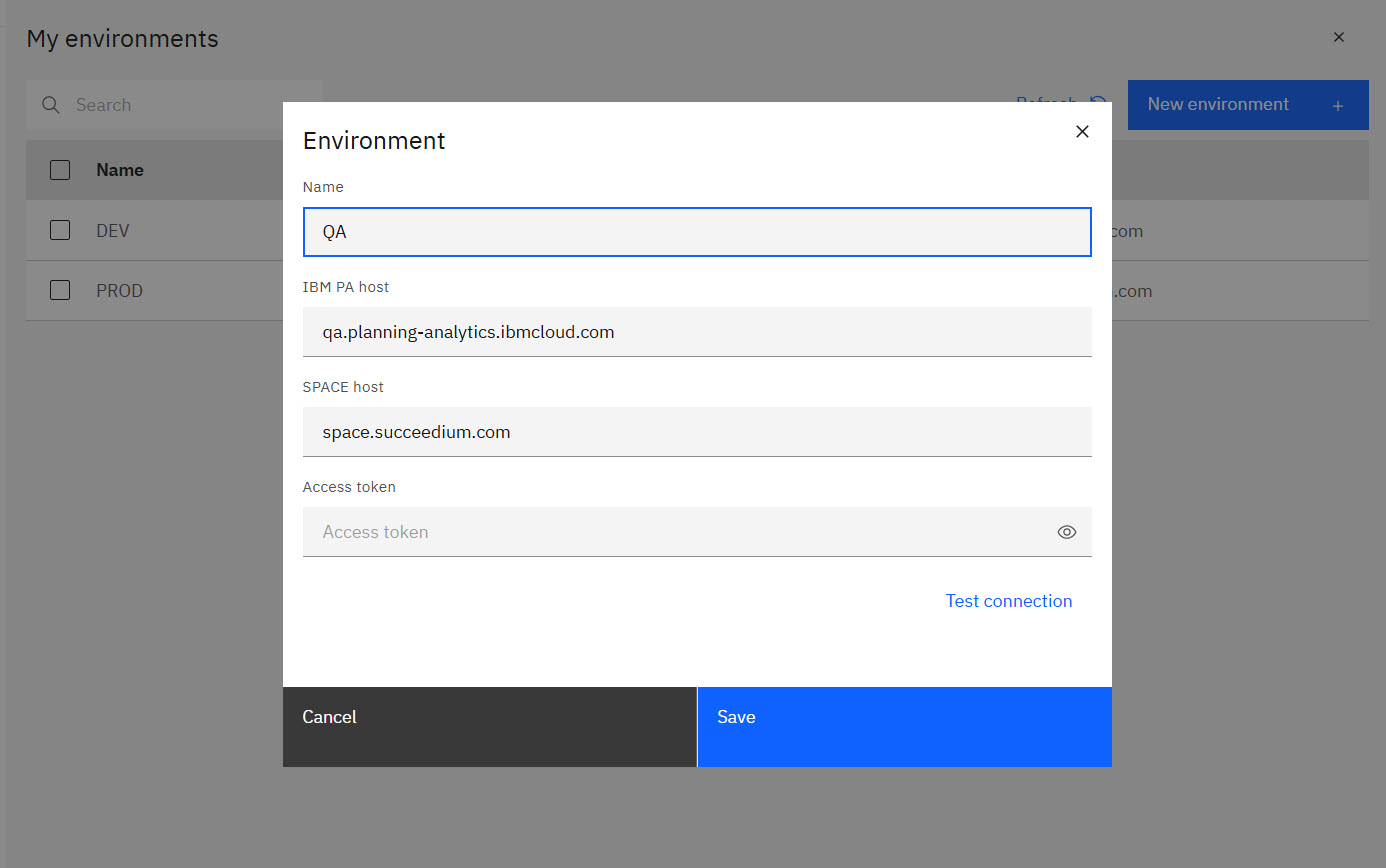 My environments
Search
Refresh
New environment
Name
DEV
com
PROD
.com
Environment
Name
QA
IBM PA host
qa.planning-analytics.ibmcloud.com
SPACE host
space.succeedium.com
Access token
Access token
Test connection
Cancel
Save